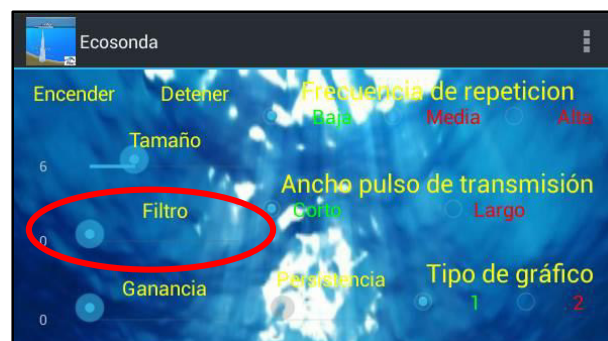 Ecosonda
Encender Detener Frecuencia de repeticion
Baja Media Alta
Tamaño
6
Ancho pulso de transmisión
Filtro Corto Largo
0
Ganancia Persistencia Tipo de gráfico
1 2
0